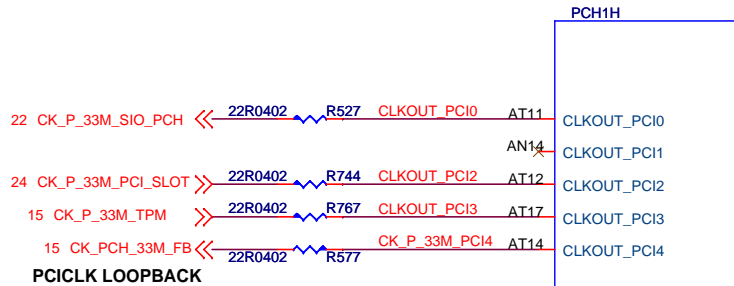 PCH1H
22 CK_P_33M_SIO_PCH 22R0402 R527 CLKOUT_PCI0 AT11 CLKOUT_PCI0
AN14 CLKOUT_PCI1
24 CK_P_33M_PCI_SLOT 22R0402 R744 CLKOUT_PCI2 AT12 CLKOUT_PCI2
15 CK_P_33M_TPM 22R0402 R767 CLKOUT_PCI3 AT17 CLKOUT_PCI3
15 CK_PCH_33M_FB 22R0402 R577 CK_P_33M_PCI4 AT14 CLKOUT_PCI4
PCICLK LOOPBACK